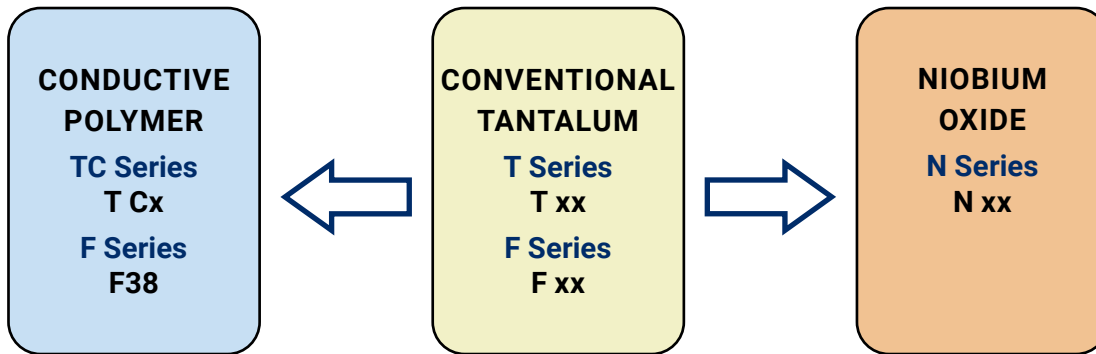 CONDUCTIVE
POLYMER
TC Series
T Cx
F Series
F38
CONVENTIONAL
TANTALUM
T Series
T xx
F Series
F xx
NIOBIUM
OXIDE
N Series
N xx